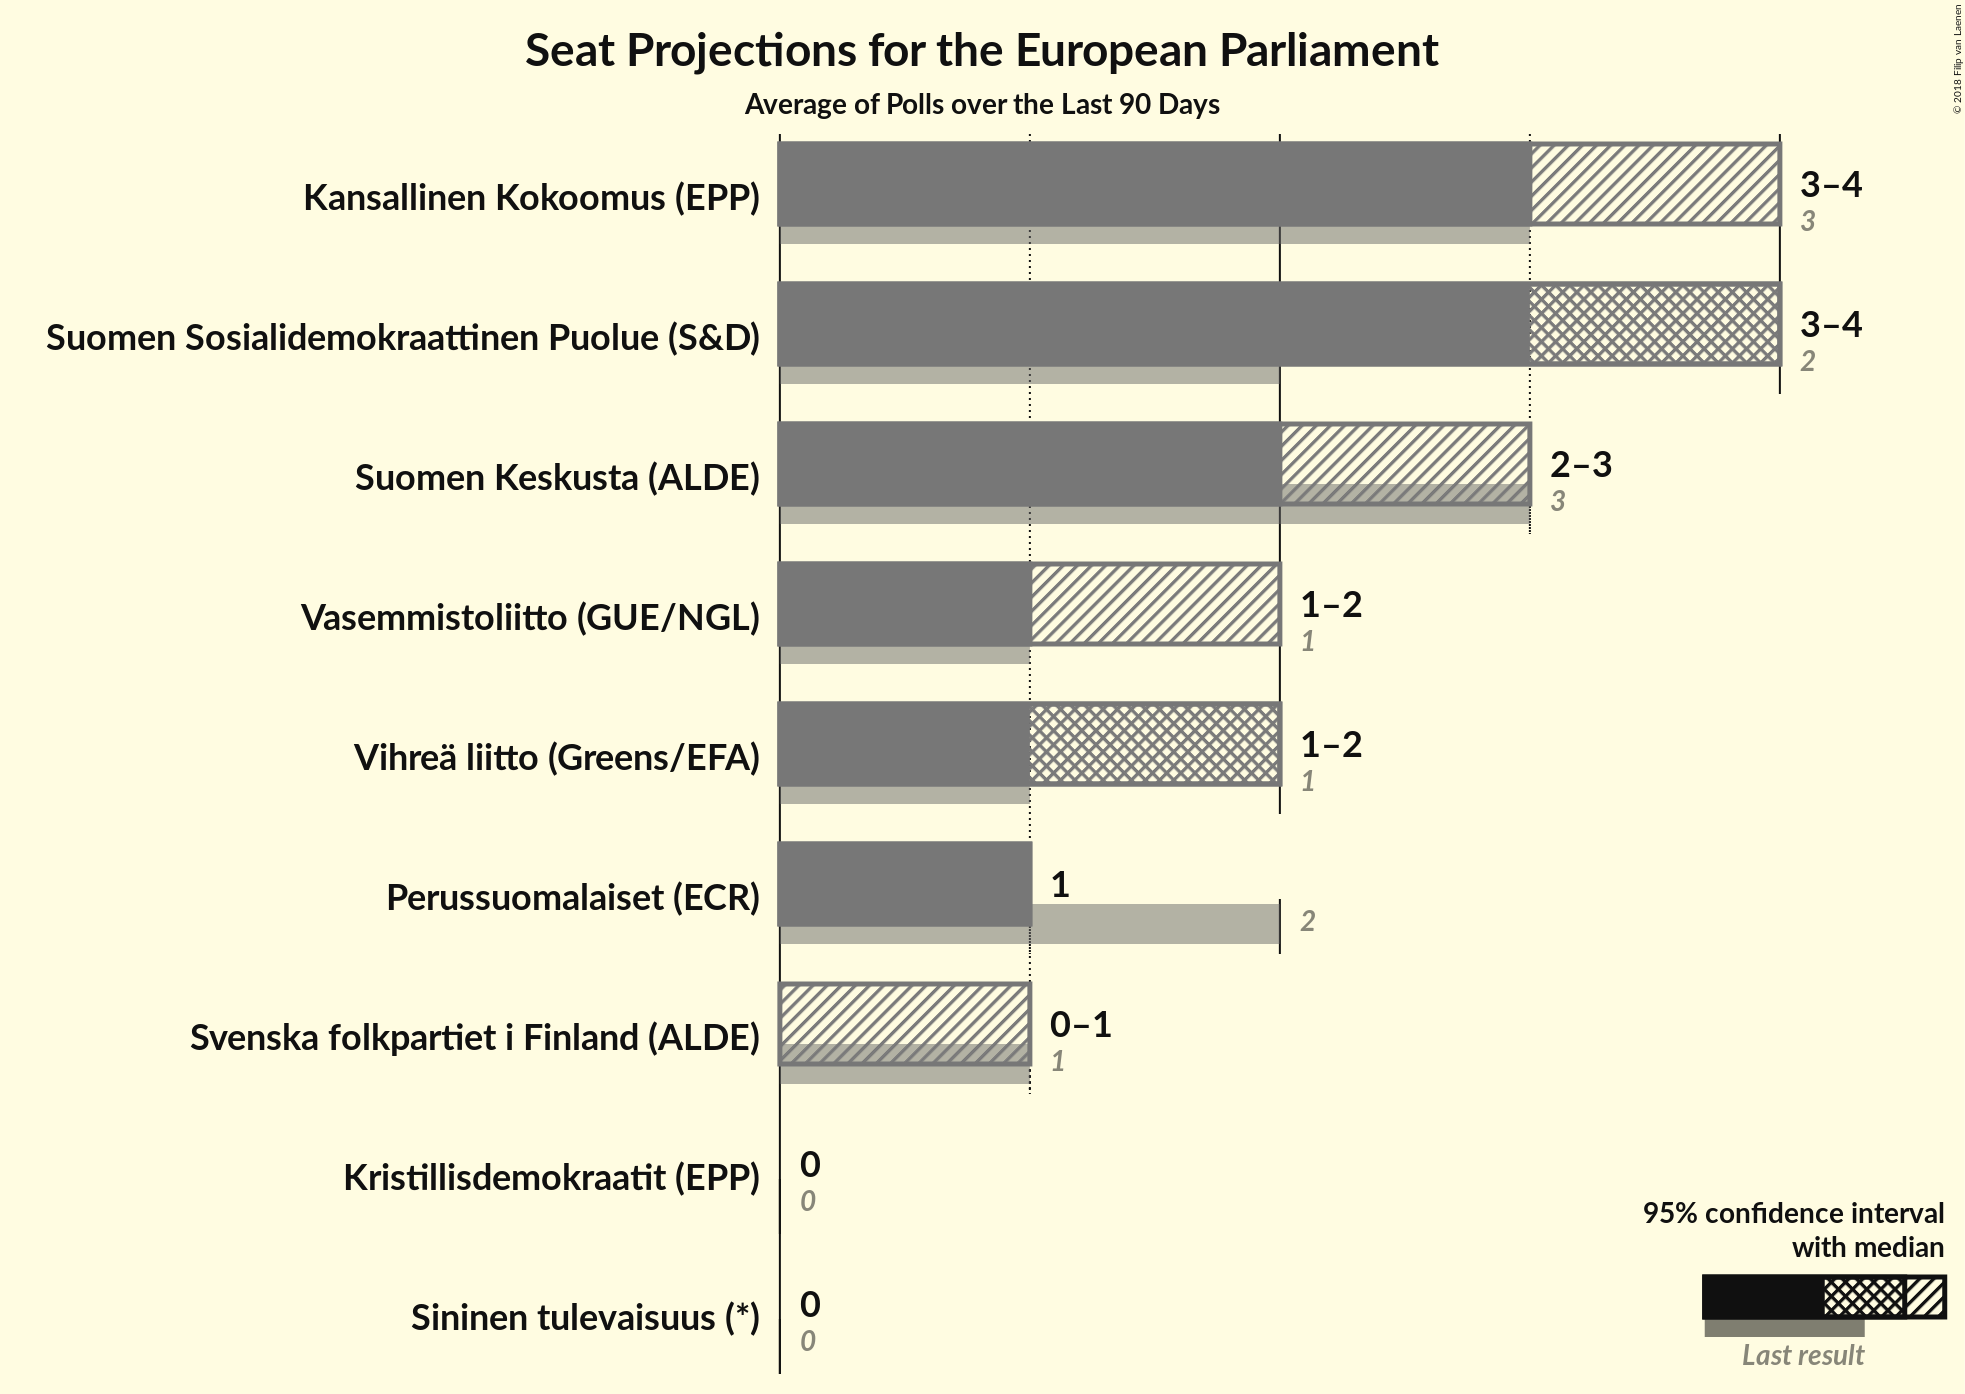 Seat Projections for the European Parliament
Average of Polls over the Last 90 Days
© 2018 Filip van Laenen
Kansallinen Kokoomus (EPP)
3–4
3
Suomen Sosialidemokraattinen Puolue (S&D)
3–4
2
Suomen Keskusta (ALDE)
2–3
3
Vasemmistoliitto (GUE/NGL)
1–2
1
Vihreä liitto (Greens/EFA)
1–2
1
Perussuomalaiset (ECR)
1
2
Svenska folkpartiet i Finland (ALDE)
0–1
1
Kristillisdemokraatit (EPP)
0
0
Sininen tulevaisuus (*)
0
0
95% confidence interval
with median
Last result